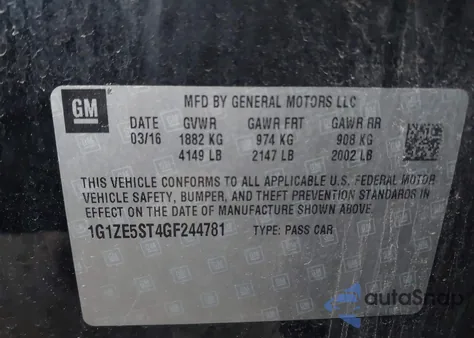 GM
MFD BY GENERAL MOTORS LLC
DATE GVWR GAWR FRT GAWR RR
03/16 1882 KG 974 KG 908 KG
4149 LB 2147 LB 2002 LB
THIS VEHICLE CONFORMS TO ALL APPLICABLE U.S. FEDERAL MOTOR
VEHICLE SAFETY, BUMPER, AND THEFT PREVENTION STANDARDS IN
EFFECT ON THE DATE OF MANUFACTURE SHOWN ABOVE.
1G1ZE5ST4GF244781 TYPE: PASS CAR
autoSnap